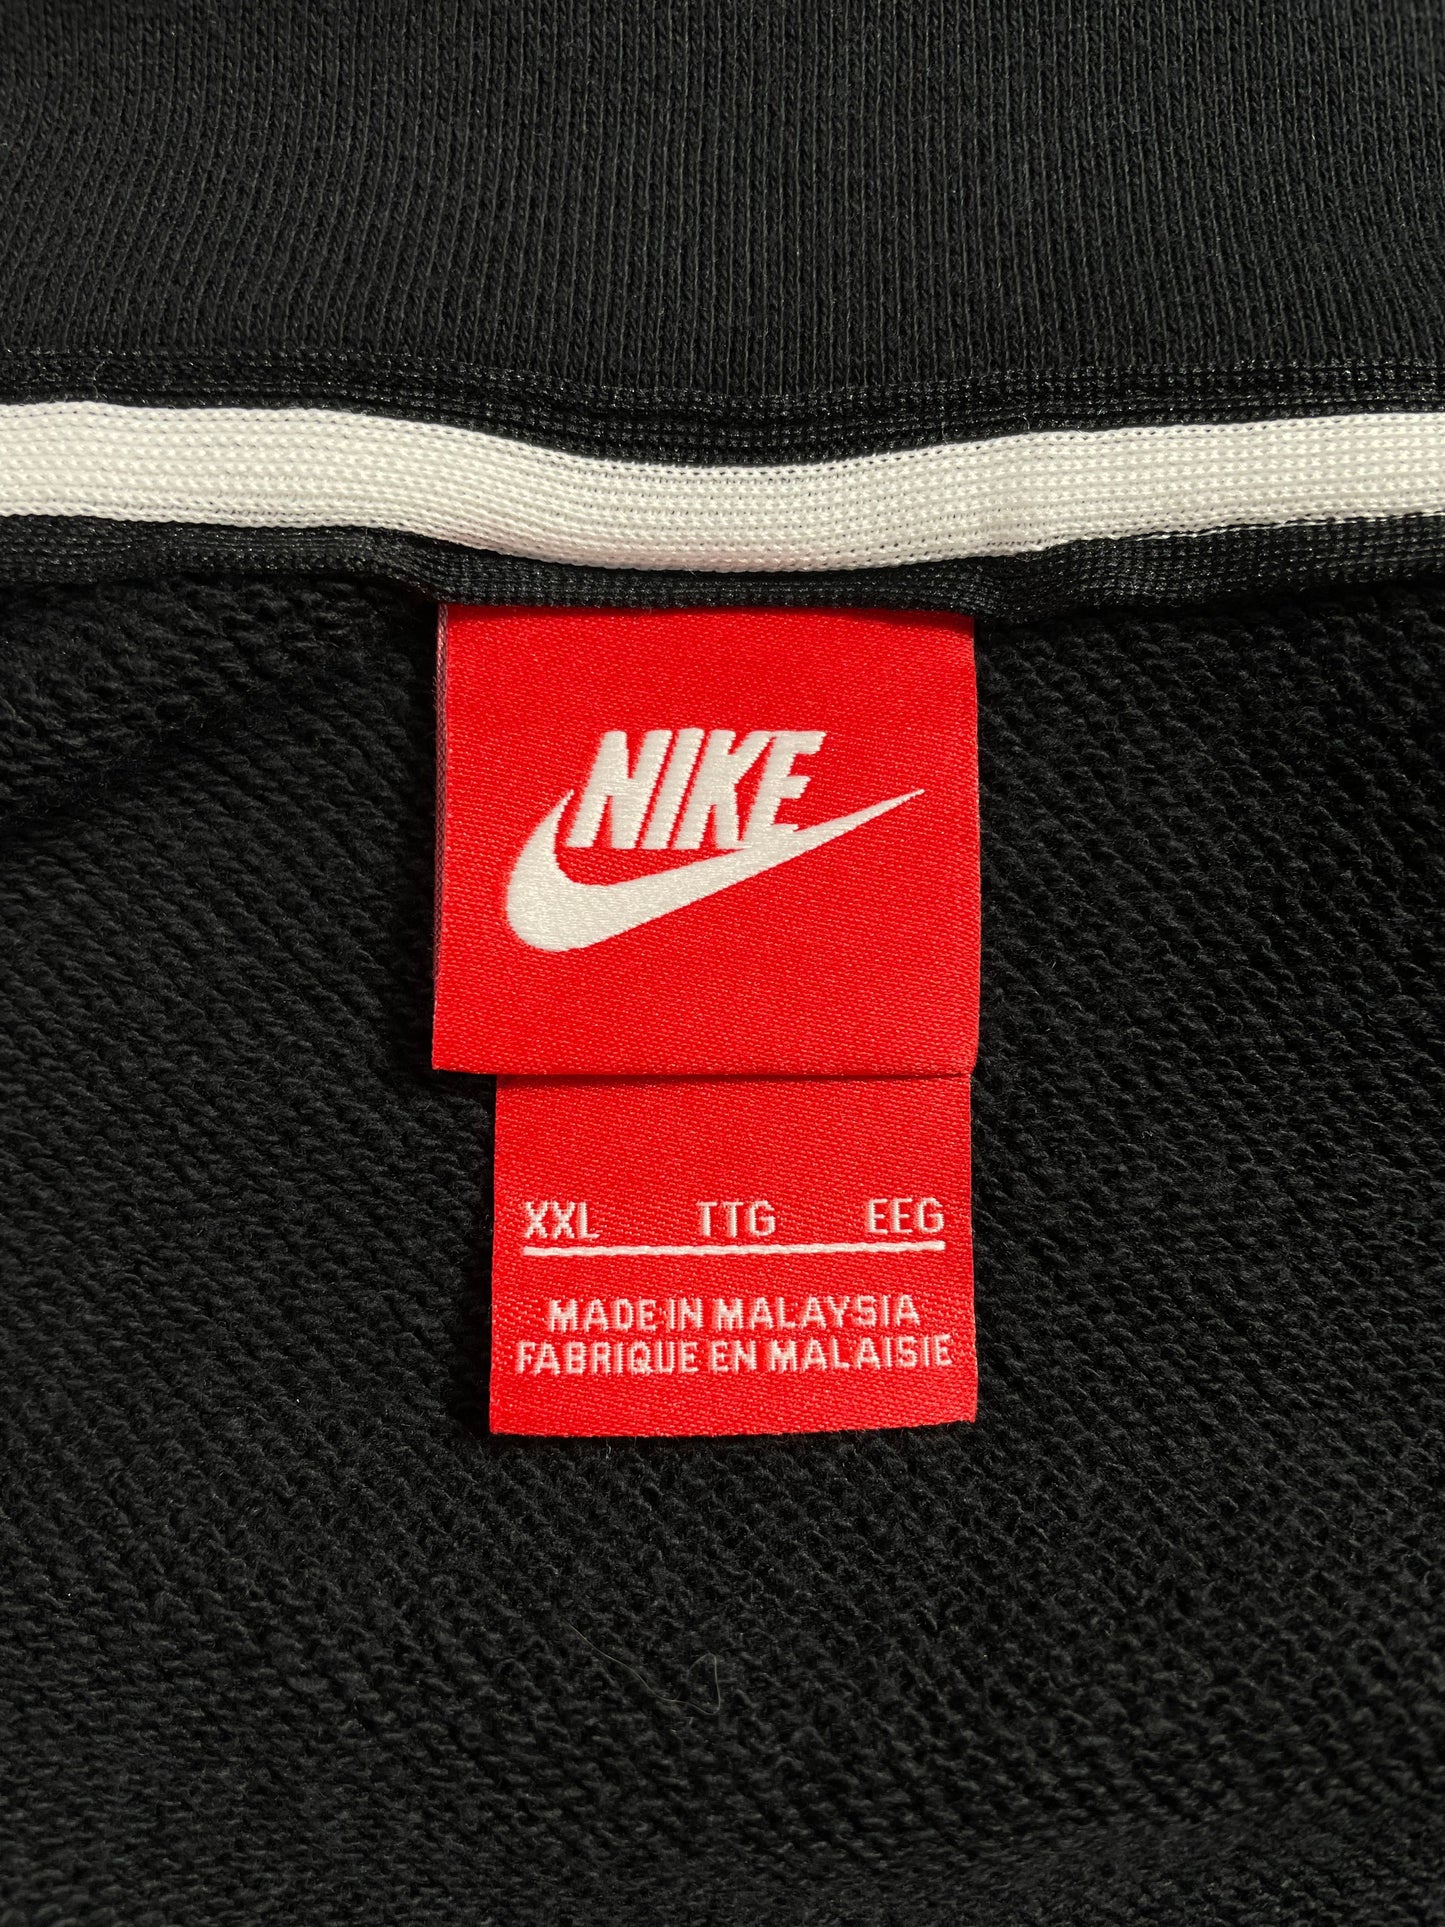 NIKE
XXL TTG EEG
MADE IN MALAYSIA
FABRIQUE EN MALAISIE